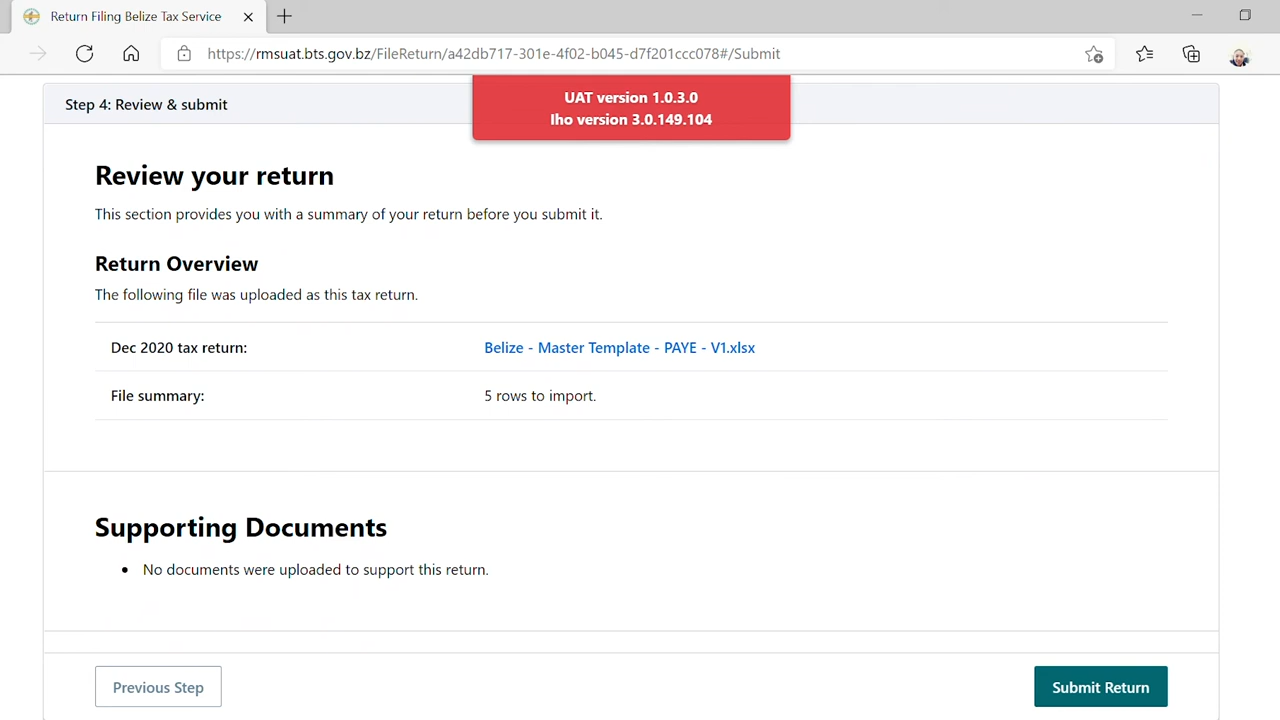 Return Filing Belize Tax Service
https://rmsuat.bts.gov.bz/FileReturn/a42db717-301e-4f02-b045-d7f201ccc078#/Submit
UAT version 1.0.3.0
Iho version 3.0.149.104
Step 4: Review & submit
Review your return
This section provides you with a summary of your return before you submit it.
Return Overview
The following file was uploaded as this tax return.
Dec 2020 tax return: Belize - Master Template - PAYE - V1.xlsx
File summary: 5 rows to import.
Supporting Documents
• No documents were uploaded to support this return.
Previous Step Submit Return